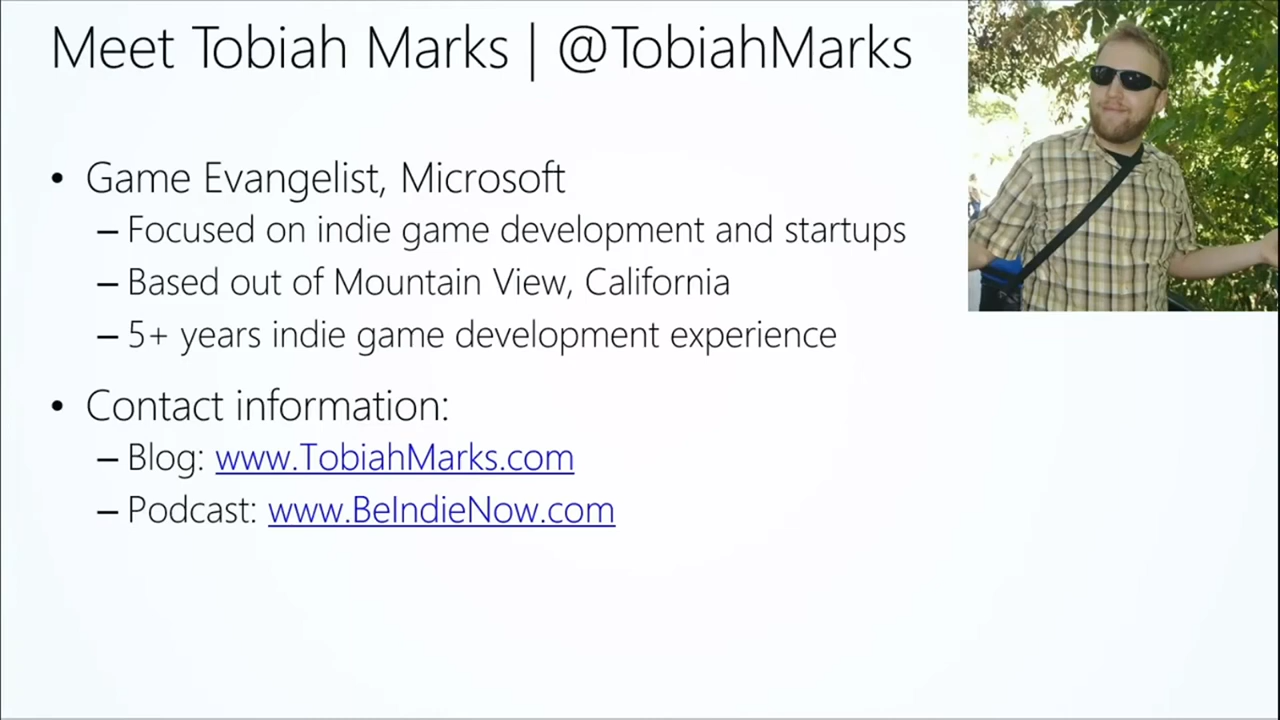 Meet Tobiah Marks | @TobiahMarks
• Game Evangelist, Microsoft
– Focused on indie game development and startups
– Based out of Mountain View, California
– 5+ years indie game development experience
• Contact information:
– Blog: www.TobiahMarks.com
– Podcast: www.BeIndieNow.com